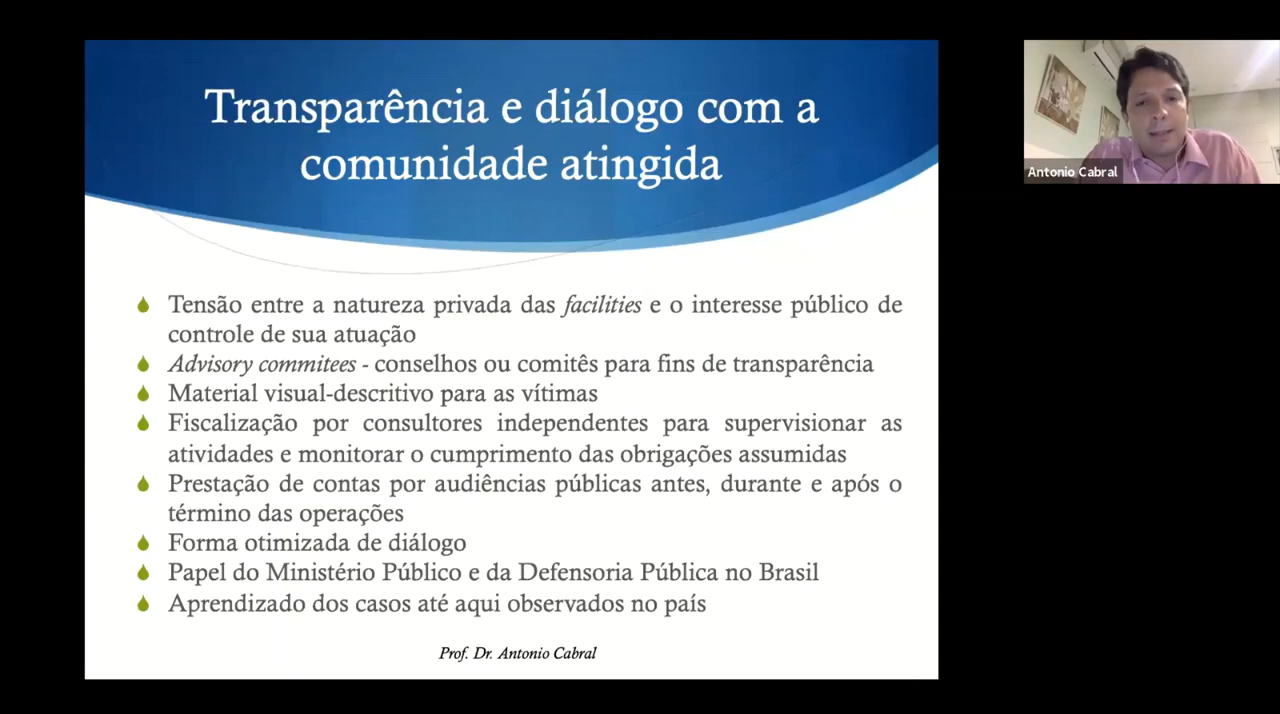 Transparência e diálogo com a
comunidade atingida
Antonio Cabral
Tensão entre a natureza privada das facilities e o interesse público de
controle de sua atuação
Advisory commitees - conselhos ou comitês para fins de transparência
Material visual-descritivo para as vítimas
Fiscalização por consultores independentes para supervisionar as
atividades e monitorar o cumprimento das obrigações assumidas
Prestação de contas por audiências públicas antes, durante e após o
término das operações
Forma otimizada de diálogo
Papel do Ministério Público e da Defensoria Pública no Brasil
Aprendizado dos casos até aqui observados no país
Prof. Dr. Antonio Cabral